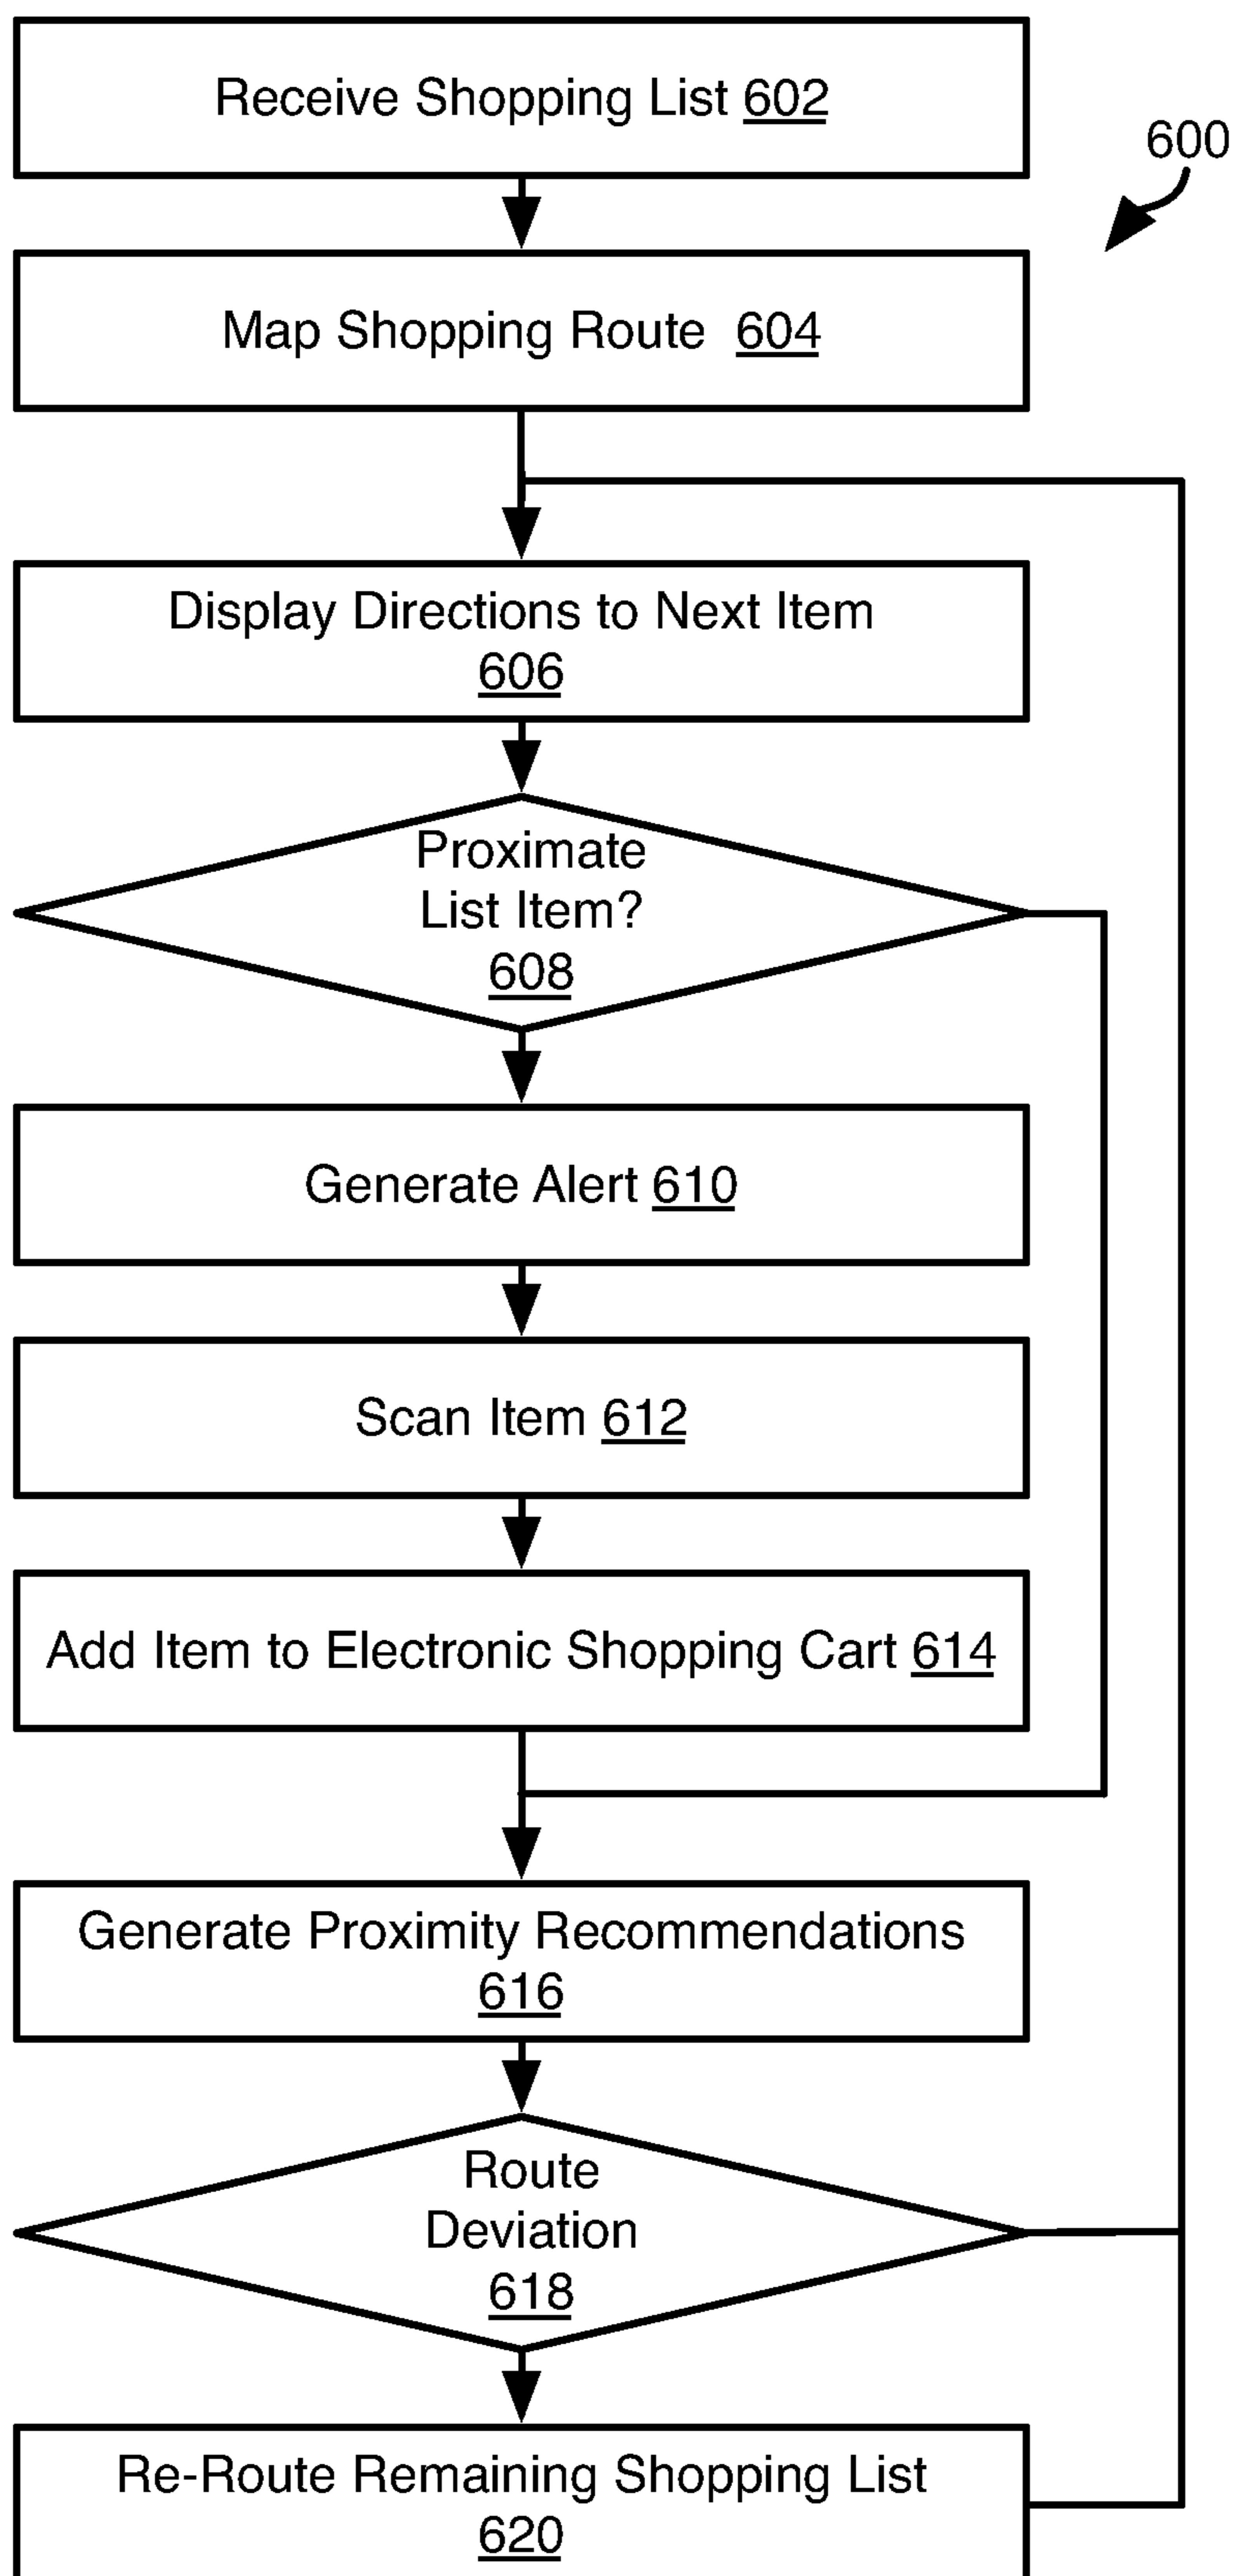 Receive Shopping List 602
600
Map Shopping Route 604
Display Directions to Next Item
606
Proximate
List Item?
608
Generate Alert 610
Scan Item 612
Add Item to Electronic Shopping Cart 614
Generate Proximity Recommendations
616
Route
Deviation
618
Re-Route Remaining Shopping List
620